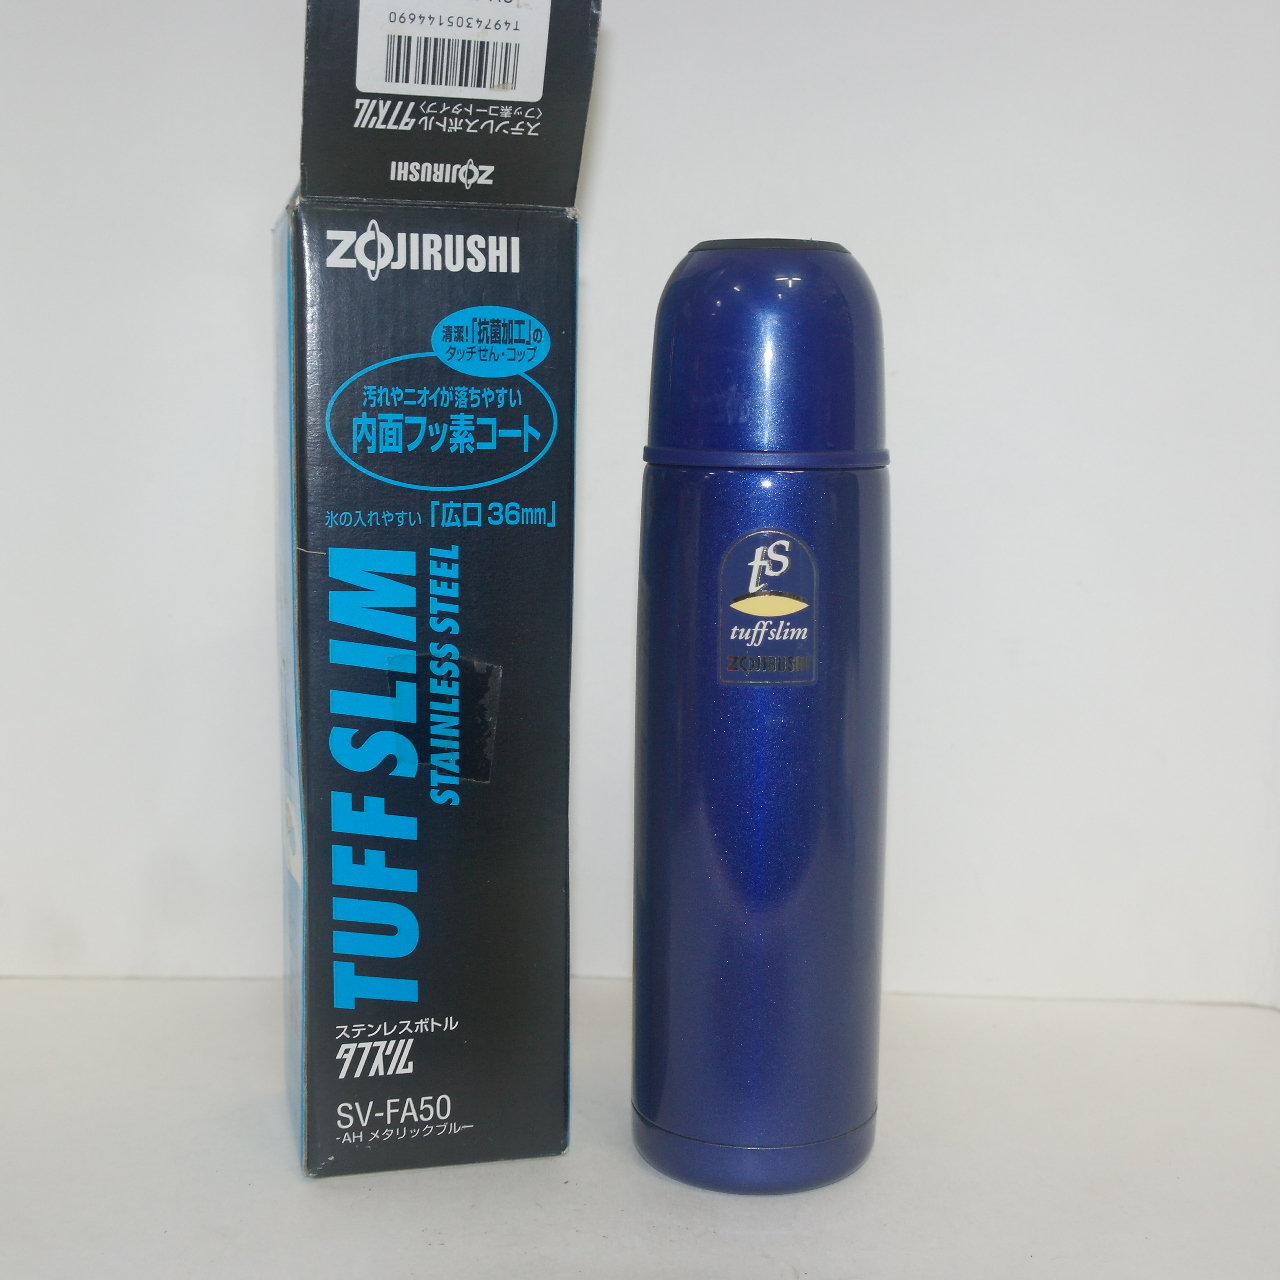 T4974305144690
ステンレスボトル タフスリム
〈フッ素コートタイプ〉
ZOJIRUSHI
ZOJIRUSHI
清潔!「抗菌加工」の
タッチせん・コップ
汚れやニオイが落ちやすい
内面フッ素コート
氷の入れやすい「広口36mm」
TUFF SLIM
STAINLESS STEEL
ステンレスボトル
タフスリム
SV-FA50
-AH メタリックブルー
ts
tuff slim
ZOJIRUSHI